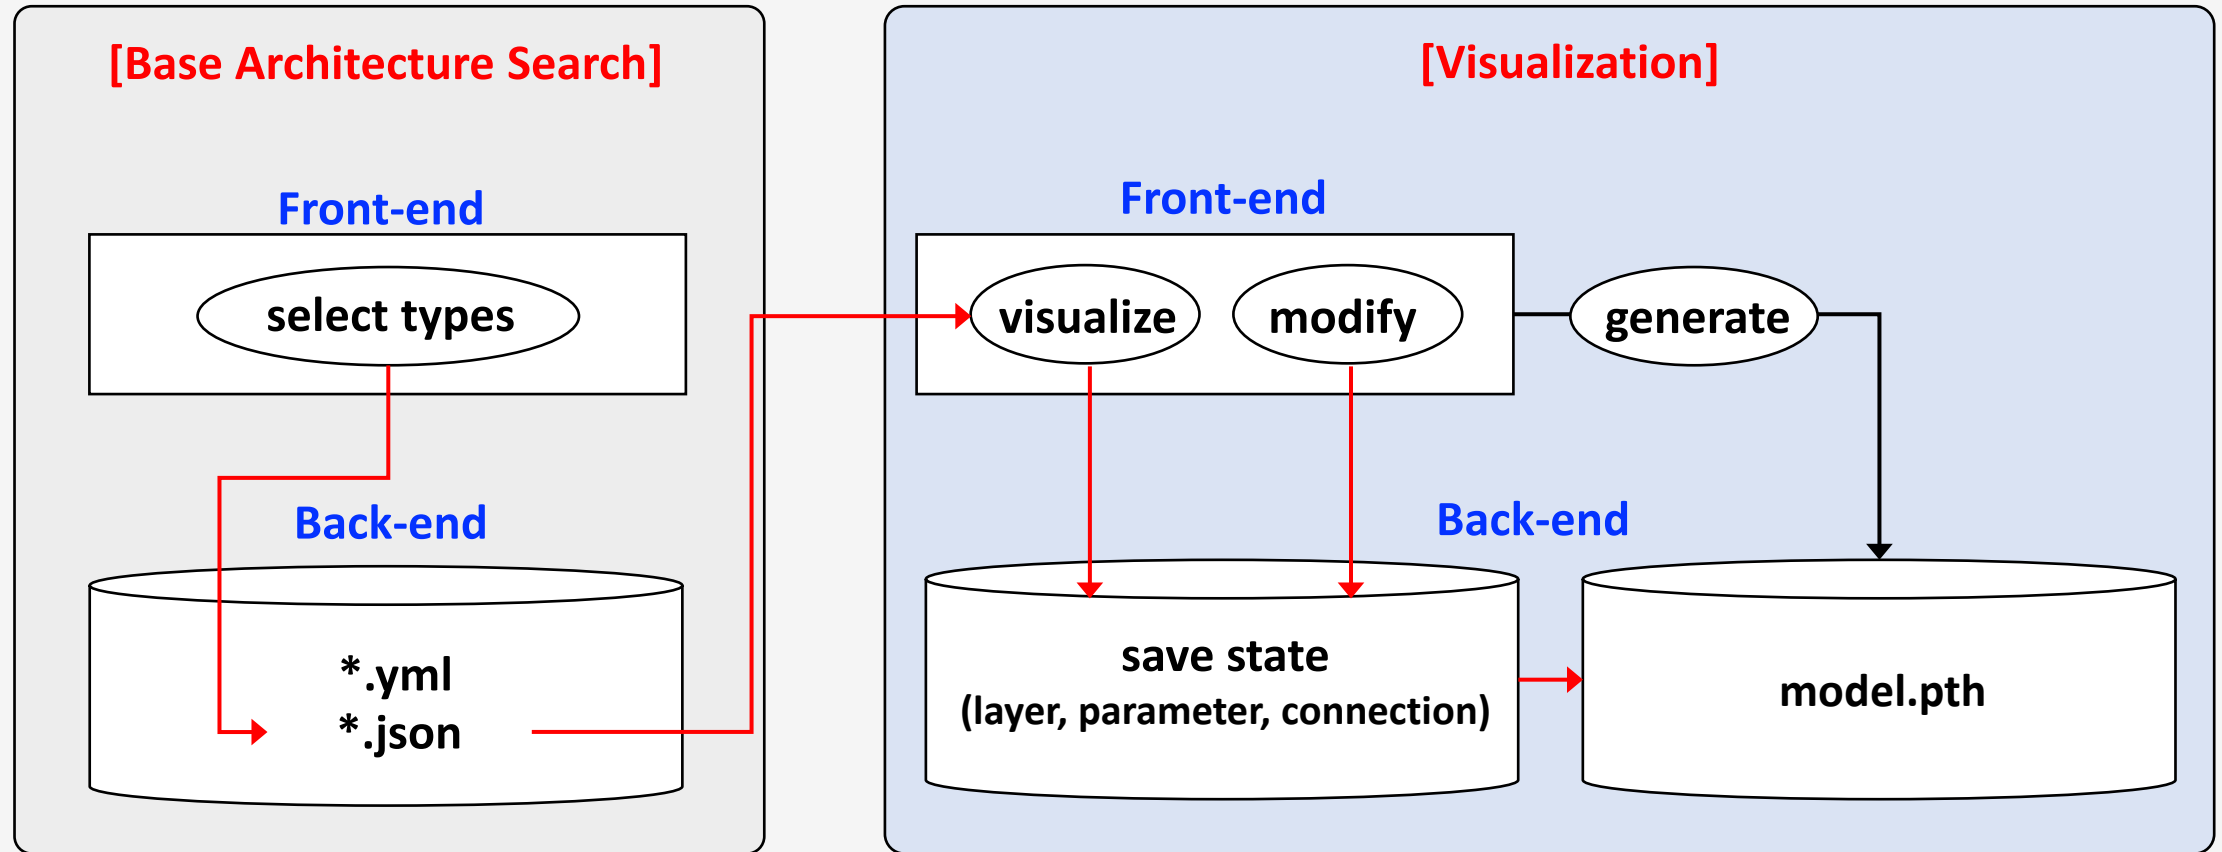 [Base Architecture Search]
Front-end
select types
Back-end
*.yml
*.json
[Visualization]
Front-end
visualize
modify
generate
Back-end
save state
(layer, parameter, connection)
model.pth